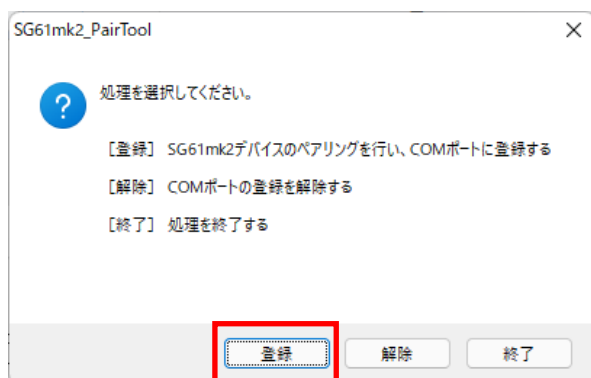 SG61mk2_PairTool
処理を選択してください。
[登録] SG61mk2デバイスのペアリングを行い、COMポートに登録する
[解除] COMポートの登録を解除する
[終了] 処理を終了する
登録 解除 終了